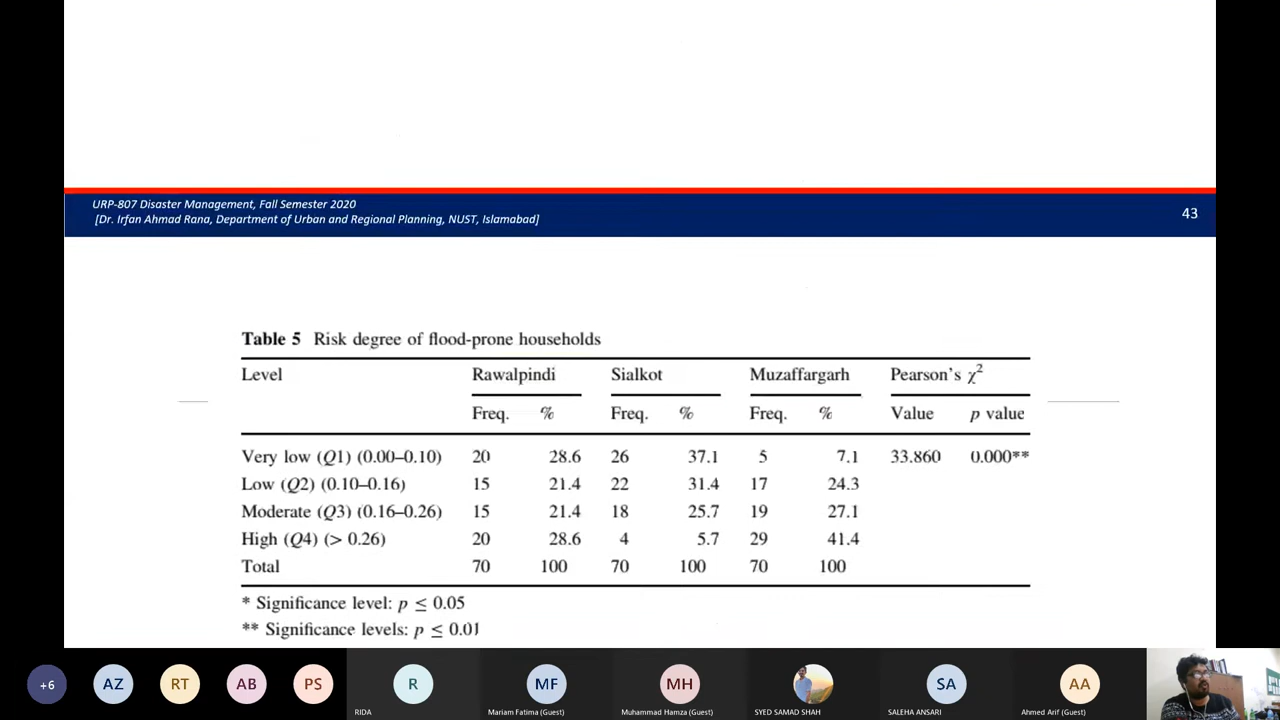 URP-807 Disaster Management, Fall Semester 2020
[Dr. Irfan Ahmad Rana, Department of Urban and Regional Planning, NUST, Islamabad]
43
Table 5 Risk degree of flood-prone households
Level Rawalpindi Sialkot Muzaffargarh Pearson's χ²
Freq. % Freq. % Freq. % Value p value
Very low (Q1) (0.00–0.10) 20 28.6 26 37.1 5 7.1 33.860 0.000**
Low (Q2) (0.10–0.16) 15 21.4 22 31.4 17 24.3
Moderate (Q3) (0.16–0.26) 15 21.4 18 25.7 19 27.1
High (Q4) (> 0.26) 20 28.6 4 5.7 29 41.4
Total 70 100 70 100 70 100
* Significance level: p ≤ 0.05
** Significance levels: p ≤ 0.01
+6 AZ RT AB PS R MF MH SA AA
RIDA Mariam Fatima (Guest) Muhammad Hamza (Guest) SYED SAMAD SHAH SALEHA ANSARI Ahmed Arif (Guest)